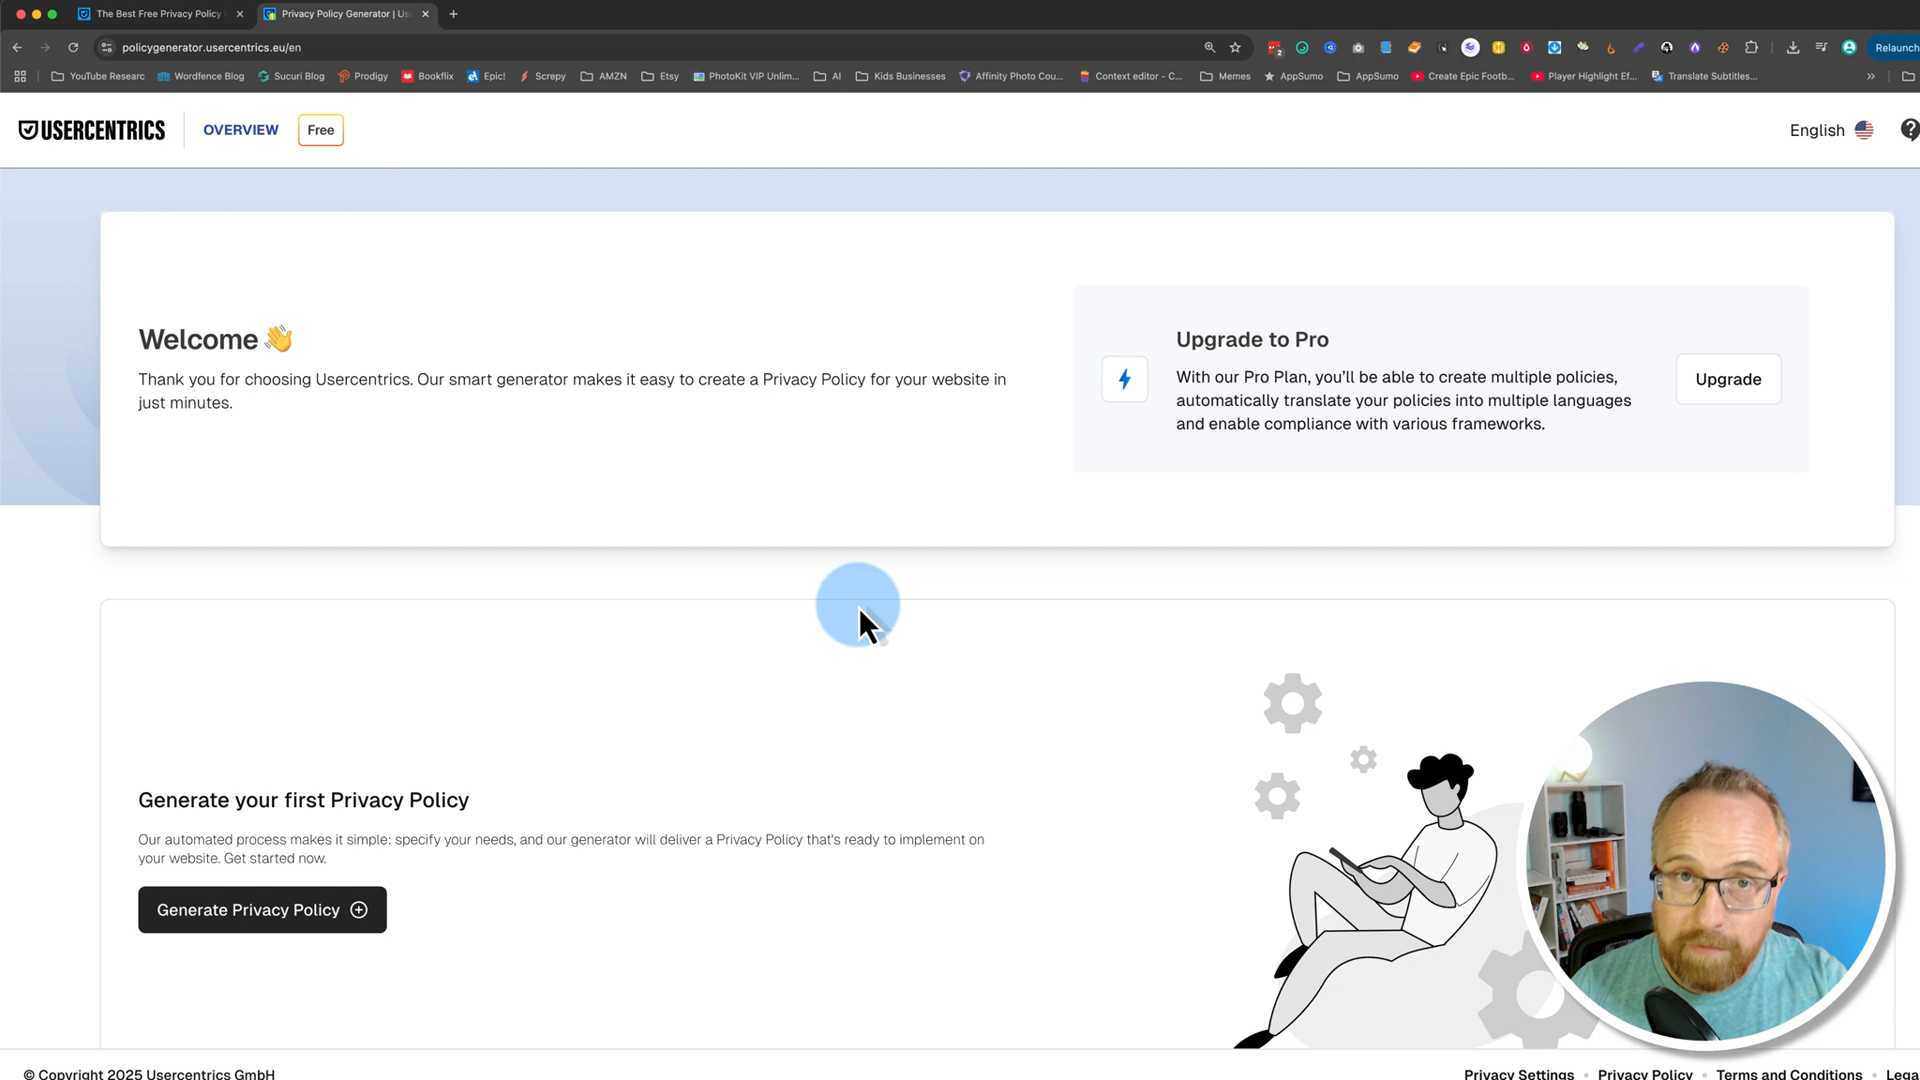 The Best Free Privacy Policy
Privacy Policy Generator | Us
policygenerator.usercentrics.eu/en
Relaunch
YouTube Researc
Wordfence Blog
Sucuri Blog
Prodigy
Bookflix
Epic!
Screpy
AMZN
Etsy
PhotoKit VIP Unlim...
AI
Kids Businesses
Affinity Photo Cou...
Context editor - C...
Memes
AppSumo
AppSumo
Create Epic Footb...
Player Highlight Ef...
Translate Subtitles...
USERCENTRICS
OVERVIEW
Free
English
Welcome 👋
Thank you for choosing Usercentrics. Our smart generator makes it easy to create a Privacy Policy for your website in
just minutes.
Upgrade to Pro
With our Pro Plan, you’ll be able to create multiple policies,
automatically translate your policies into multiple languages
and enable compliance with various frameworks.
Upgrade
Generate your first Privacy Policy
Our automated process makes it simple: specify your needs, and our generator will deliver a Privacy Policy that's ready to implement on
your website. Get started now.
Generate Privacy Policy
© Copyright 2025 Usercentrics GmbH
Privacy Settings • Privacy Policy • Terms and Conditions • Lega